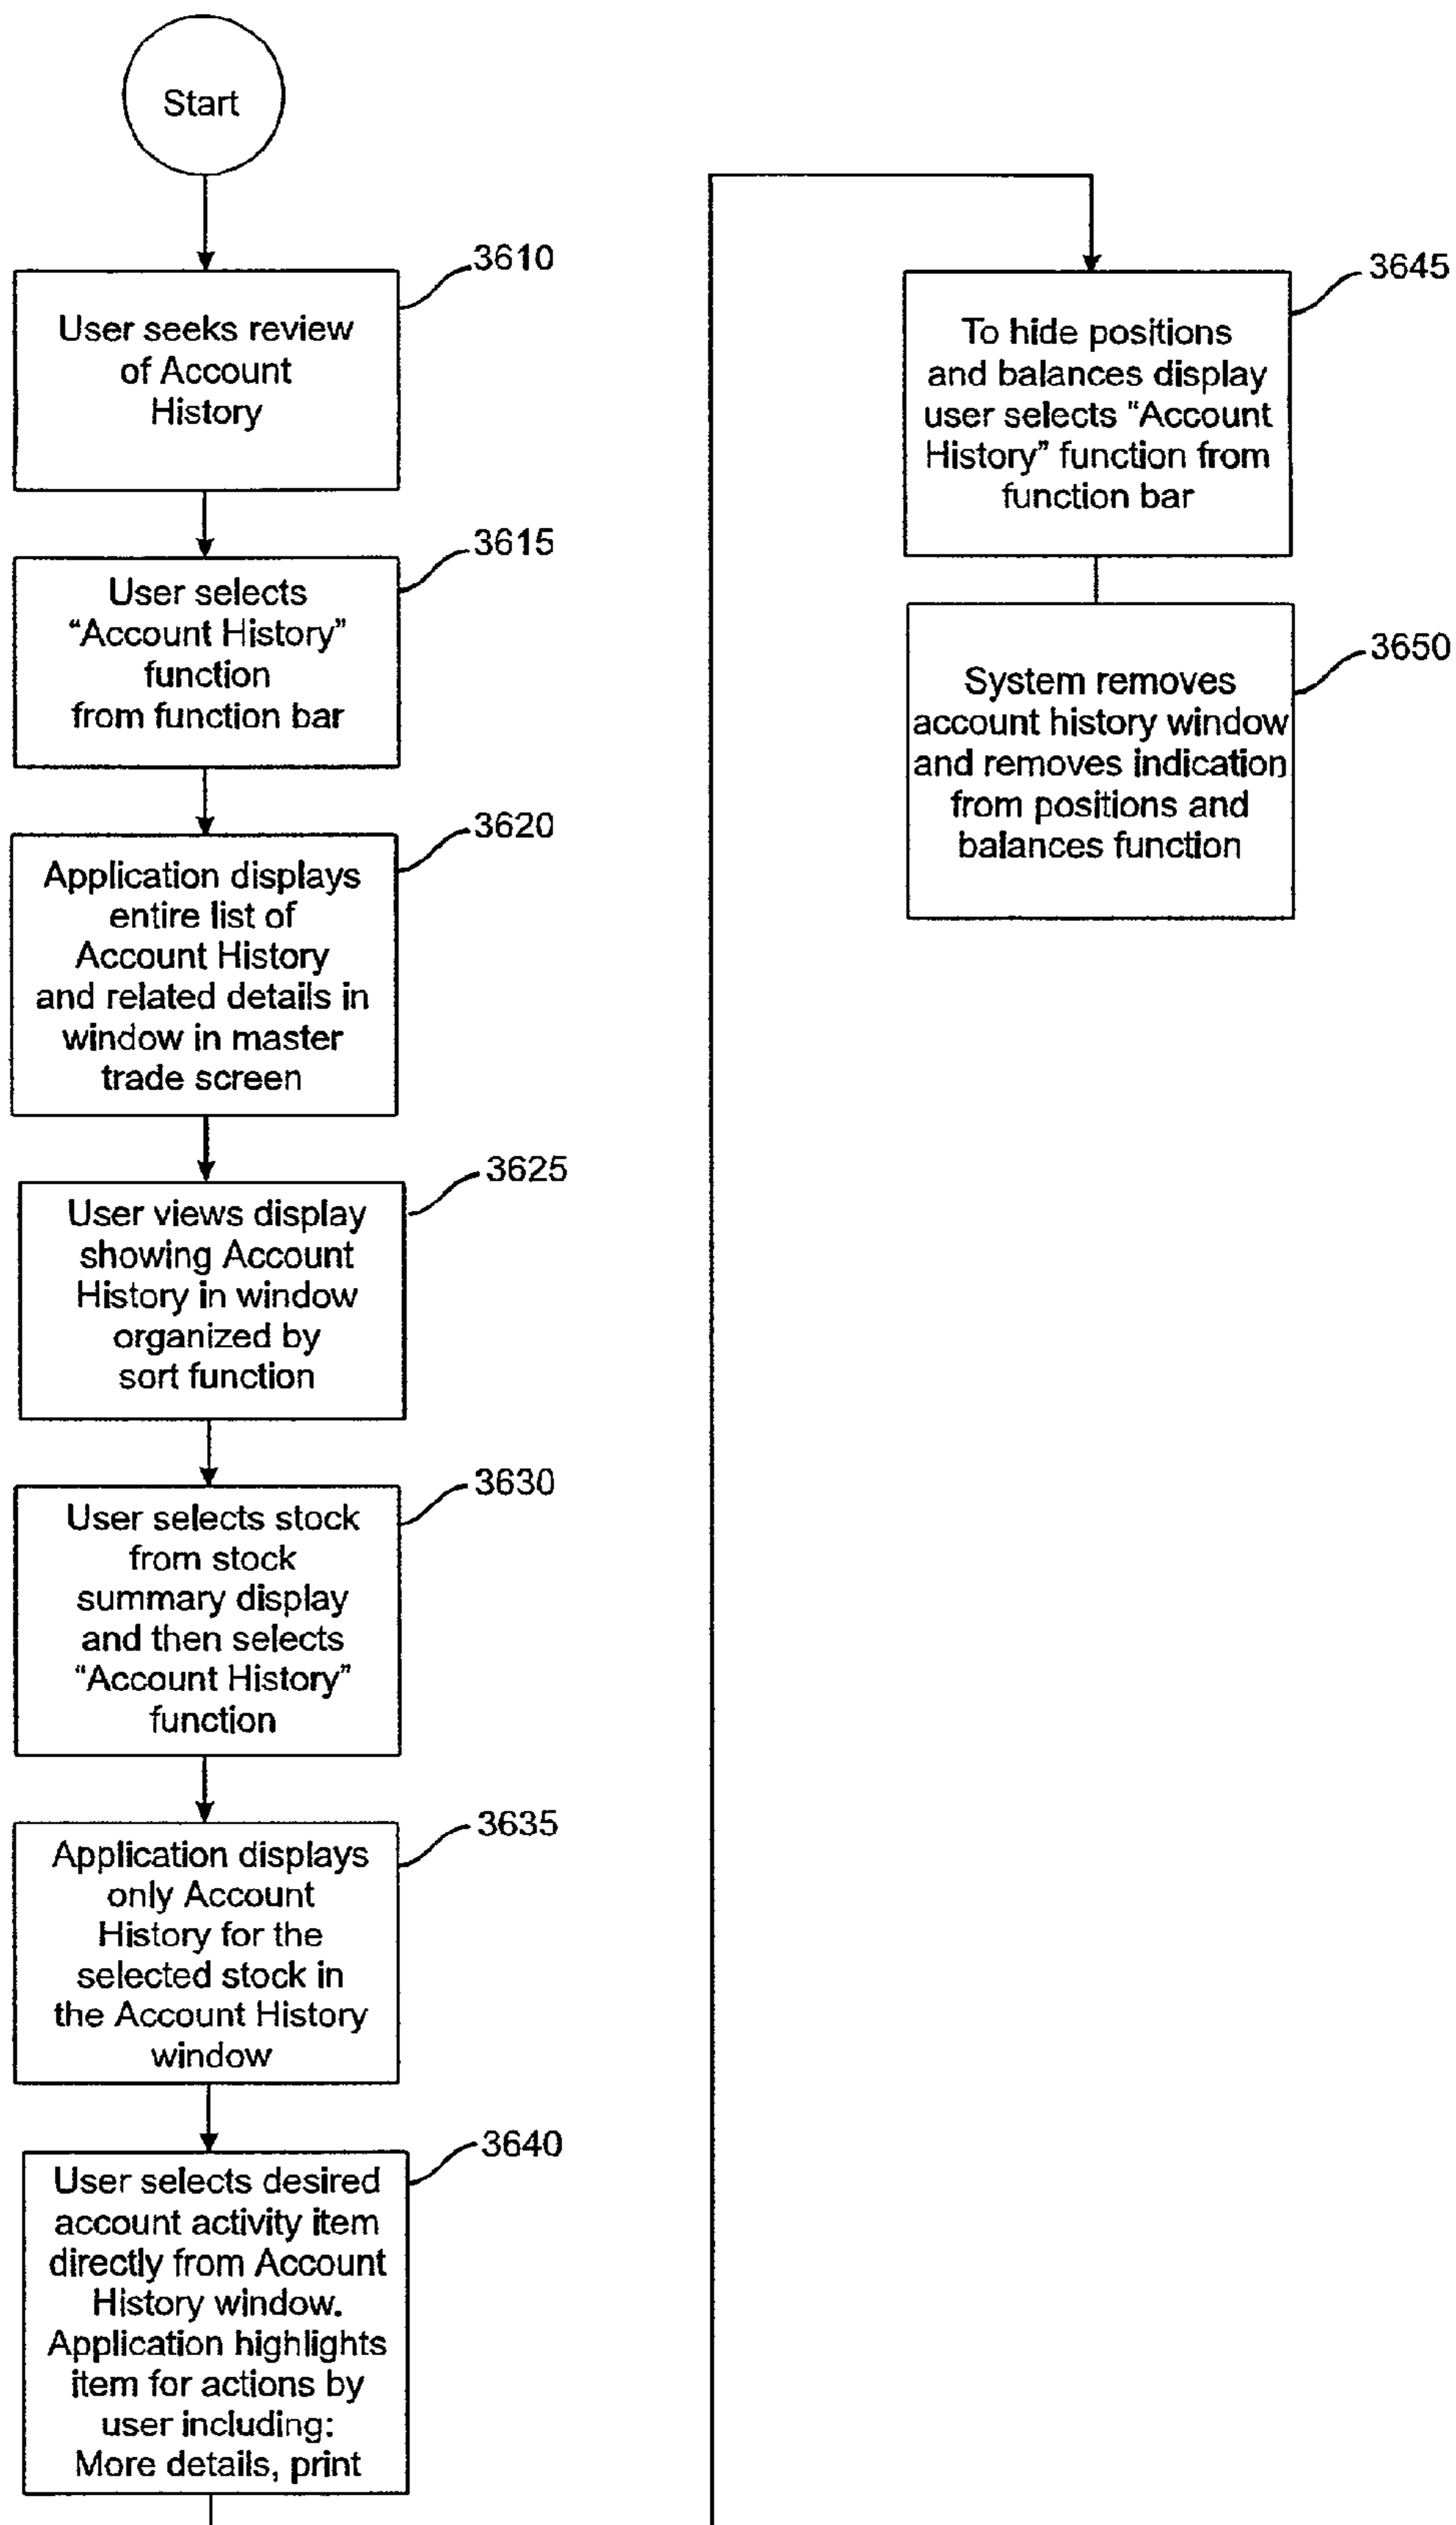 Start
3610
User seeks review
of Account
History
3615
User selects
“Account History”
function
from function bar
3620
Application displays
entire list of
Account History
and related details in
window in master
trade screen
3625
User views display
showing Account
History in window
organized by
sort function
3630
User selects stock
from stock
summary display
and then selects
“Account History”
function
3635
Application displays
only Account
History for the
selected stock in
the Account History
window
3640
User selects desired
account activity item
directly from Account
History window.
Application highlights
item for actions by
user including:
More details, print
3645
To hide positions
and balances display
user selects “Account
History” function from
function bar
3650
System removes
account history window
and removes indication
from positions and
balances function